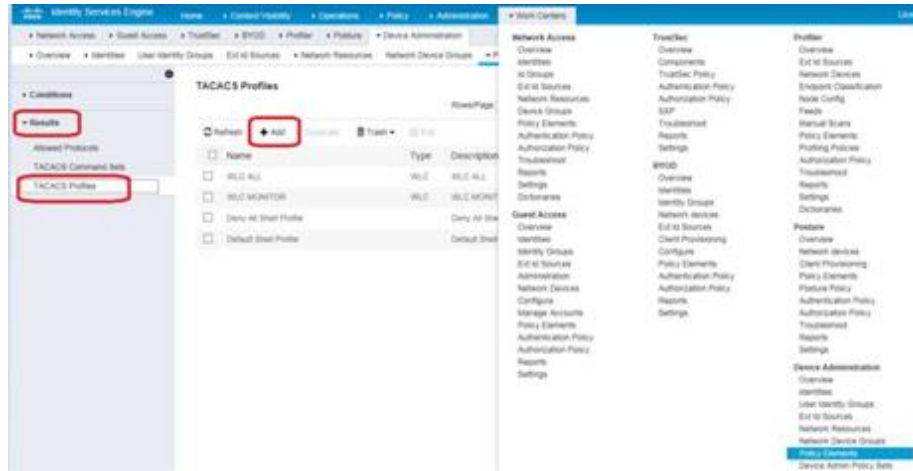 Identity Services Engine
Home
Context Visibility
Operations
Policy
Administration
Work Centers
Network Access
Guest Access
TrustSec
BYOD
Profiler
Posture
Device Administration
Overview
Identities
User Identity Groups
Ext Id Sources
Network Resources
Network Device Groups
Conditions
Results
Allowed Protocols
TACACS Command Sets
TACACS Profiles
TACACS Profiles
Rows/Page
Refresh
Add
Trash
Edit
Name
Type
Description
WLC ALL
WLC
WLC ALL
WLC MONITOR
WLC
Deny All Shell Profile
Default Shell Profile
Network Access
Overview
Identities
Id Groups
Ext Id Sources
Network Resources
Device Groups
Policy Elements
Authentication Policy
Authorization Policy
Troubleshoot
Reports
Settings
Dictionaries
Guest Access
Overview
Identities
Identity Groups
Ext Id Sources
Administration
Network Devices
Configure
Manage Accounts
Policy Elements
Authentication Policy
Authorization Policy
Reports
Settings
TrustSec
Overview
Components
TrustSec Policy
Authentication Policy
Authorization Policy
SXP
Troubleshoot
Reports
Settings
BYOD
Overview
Identities
Identity Groups
Network devices
Ext Id Sources
Client Provisioning
Configure
Policy Elements
Authentication Policy
Authorization Policy
Reports
Settings
Profiler
Overview
Ext Id Sources
Network Devices
Endpoint Classification
Node Config
Feeds
Manual Scans
Policy Elements
Profiling Policies
Authorization Policy
Troubleshoot
Reports
Settings
Dictionaries
Posture
Overview
Network devices
Client Provisioning
Policy Elements
Posture Policy
Authentication Policy
Authorization Policy
Troubleshoot
Reports
Settings
Device Administration
Overview
Identities
User Identity Groups
Ext Id Sources
Network Resources
Network Device Groups
Policy Elements
Device Admin Policy Sets